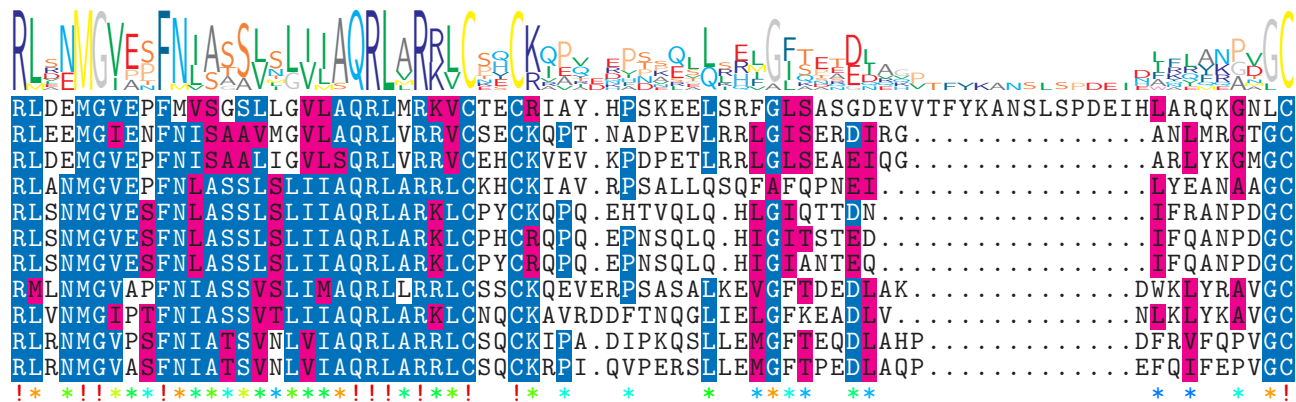 RLDEMGVEPFMVSGSLLGVLAQRLMRKVCTECRIAY.HPSKEELSRFGLSASGDEVVTFYKANSLSPDEIHLARQKGNLC
RLEEMGIENFNISAAVMGVLAQRLVRRVCSECKQPT.NADPEVLRRLGISERDIRG...............ANLMRGTGC
RLDEMGVEPFNISAALIGVLSQRLVRRVCEHCKVEV.KPDPETLRRLGLSEAEIQG...............ARLYKGMGC
RLANMGVEPFNLASSLSLIIAQRLARRLCKHCKIAV.RPSALLQSQFAFQPNEI.................LYEANAAGC
RLSNMGVESFNLASSLSLIIAQRLARKLCPYCKQPQ.EHTVQLQ.HLGIQTTDN.................IFRANPDGC
RLSNMGVESFNLASSLSLIIAQRLARKLCPHCRQPQ.EPNSQLQ.HIGITSTED.................IFQANPDGC
RLSNMGVESFNLASSLSLIIAQRLARKLCPYCRQPQ.EPNSQLQ.HIGIANTEQ.................IFQANPDGC
RMLNMGVAPFNIASSVSLIMAQRLLRRLCSSCKQEVERPSASALKEVGFTDEDLAK..............DWKLYRAVGC
RLVNMGIPTFNIASSVTLIIAQRLARKLCNQCKAVRDDFTNQGLIELGFKEADLV...............NLKLYKAVGC
RLRNMGVPSFNIATSVNLVIAQRLARRLCSQCKIPA.DIPKQSLLEMGFTEQDLAHP.............DFRVFQPVGC
RLRNMGVASFNIATSVNLVIAQRLARRLCSQCKRPI.QVPERSLLEMGFTPEDLAQP.............EFQIFEPVGC
!* *!!***!***********!!!****! !* * * * **** ** * * * *!